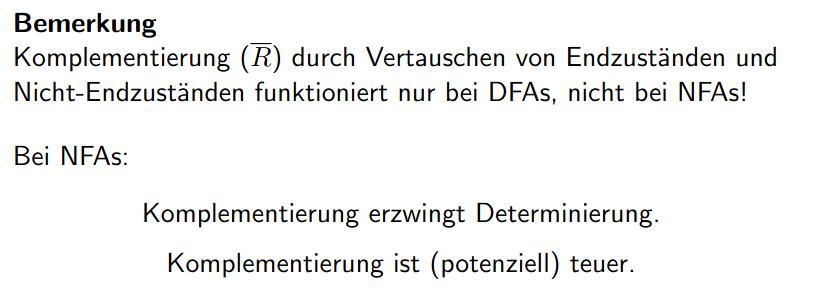 Bemerkung
Komplementierung (R̅) durch Vertauschen von Endzuständen und
Nicht-Endzuständen funktioniert nur bei DFAs, nicht bei NFAs!
Bei NFAs:
Komplementierung erzwingt Determinierung.
Komplementierung ist (potenziell) teuer.